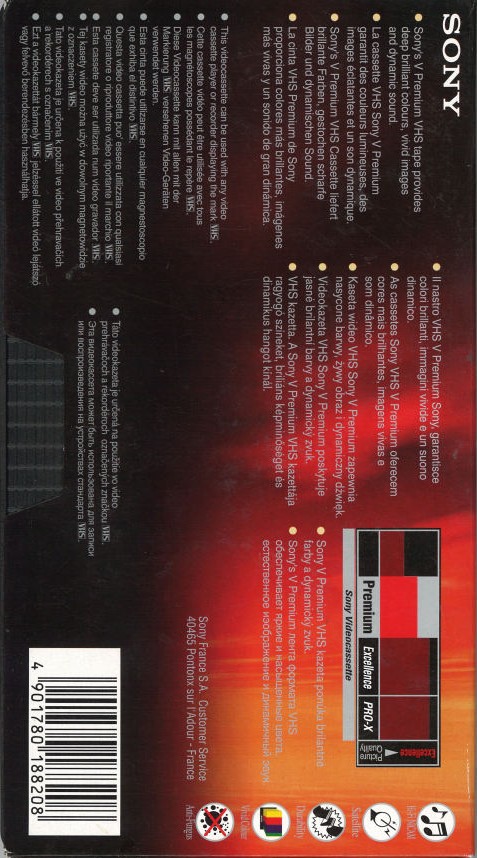 SONY
Sony's V Premium VHS tape provides
deep brilliant colours, vivid images
and dynamic sound.
La cassette VHS Sony V Premium
garantit des couleurs lumineuses, des
images éclatantes et un son dynamique.
Sony's V Premium VHS Cassette liefert
brillante Farben, gestochen scharfe
Bilder und dynamischen Sound.
La cinta VHS Premium de Sony
proporciona colores más brillantes, imágenes
más vivas y un sonido de gran dinámica.
Il nastro VHS V Premium Sony, garantisce
colori brillanti, immagini vivide e un suono
dinamico.
As cassetes Sony VHS V Premium oferecem
cores mais brilhantes, imagens vivas e
som dinâmico.
Kaseta wideo VHS Sony V Premium zapewnia
nasycone barwy, żywy obraz i dynamiczny dźwięk.
Videokazeta VHS Sony V Premium poskytuje
jasné brilantní barvy a dynamický zvuk.
VHS kazetta. A Sony V Premium VHS kazettája
ragyogó színeket, briliáns képminőséget és
dinamikus hangot kínál.
Sony V Premium VHS kazeta ponúka briliantné
farby a dynamický zvuk.
Sony's V Premium лента формата VHS
обеспечивает яркие и насыщенные цвета,
естественное изображение и динамичный звук
Premium
Excellence
PRO-X
Sony Videocassette
Excellence
Picture
Quality
Hi-Fi/NICAM
Satellite
Durability
Vivid Colour
Anti-Fungus
This videocassette can be used with any video
cassette player or recorder displaying the mark VHS.
Cette cassette vidéo peut être utilisée avec tous
les magnétoscopes possédant le repère VHS.
Diese Videocassette kann mit allen mit der
Markierung VHS versehenen Video-Geräten
verwendet werden.
Esta cinta puede utilizarse en cualquier magnetoscopio
que exhiba el distintivo VHS.
Questa video cassetta puo' essere utilizzata con qualsiasi
registratore o riproduttore video riportante il marchio VHS.
Esta cassete deve ser utilizada num video gravador VHS.
Tej kasety wideo można użyć w dowolnym magnetowidzie
z oznaczeniem VHS.
Tato videokazeta je určena k použití ve video přehrávačích
a rekordérech s označením VHS.
Ezt a videokazettát bármely VHS jelzéssel ellátott video lejátszó
vagy felvevő berendezésben használhatja.
Táto videokazeta je určená na použitie vo video
prehrávačoch a rekordéroch označených značkou VHS.
Эта видеокассета может быть использована для записи
или воспроизведения на устройствах стандарта VHS.
Sony France S.A. Customer Service
40465 Pontonx sur l'Adour - France
4 901780 188208